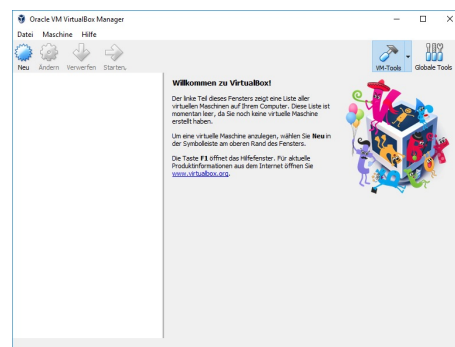 Oracle VM VirtualBox Manager
Datei Maschine Hilfe
Neu Ändern Verwerfen Starten
VM-Tools Globale Tools
Willkommen zu VirtualBox!
Der linke Teil dieses Fensters zeigt eine Liste aller
virtuellen Maschinen auf Ihrem Computer. Diese Liste ist
momentan leer, da Sie noch keine virtuelle Maschine
erstellt haben.
Um eine virtuelle Maschine anzulegen, wählen Sie Neu in
der Symbolleiste am oberen Rand des Fensters.
Die Taste F1 öffnet das Hilfefenster. Für aktuelle
Produktinformationen aus dem Internet öffnen Sie
www.virtualbox.org.